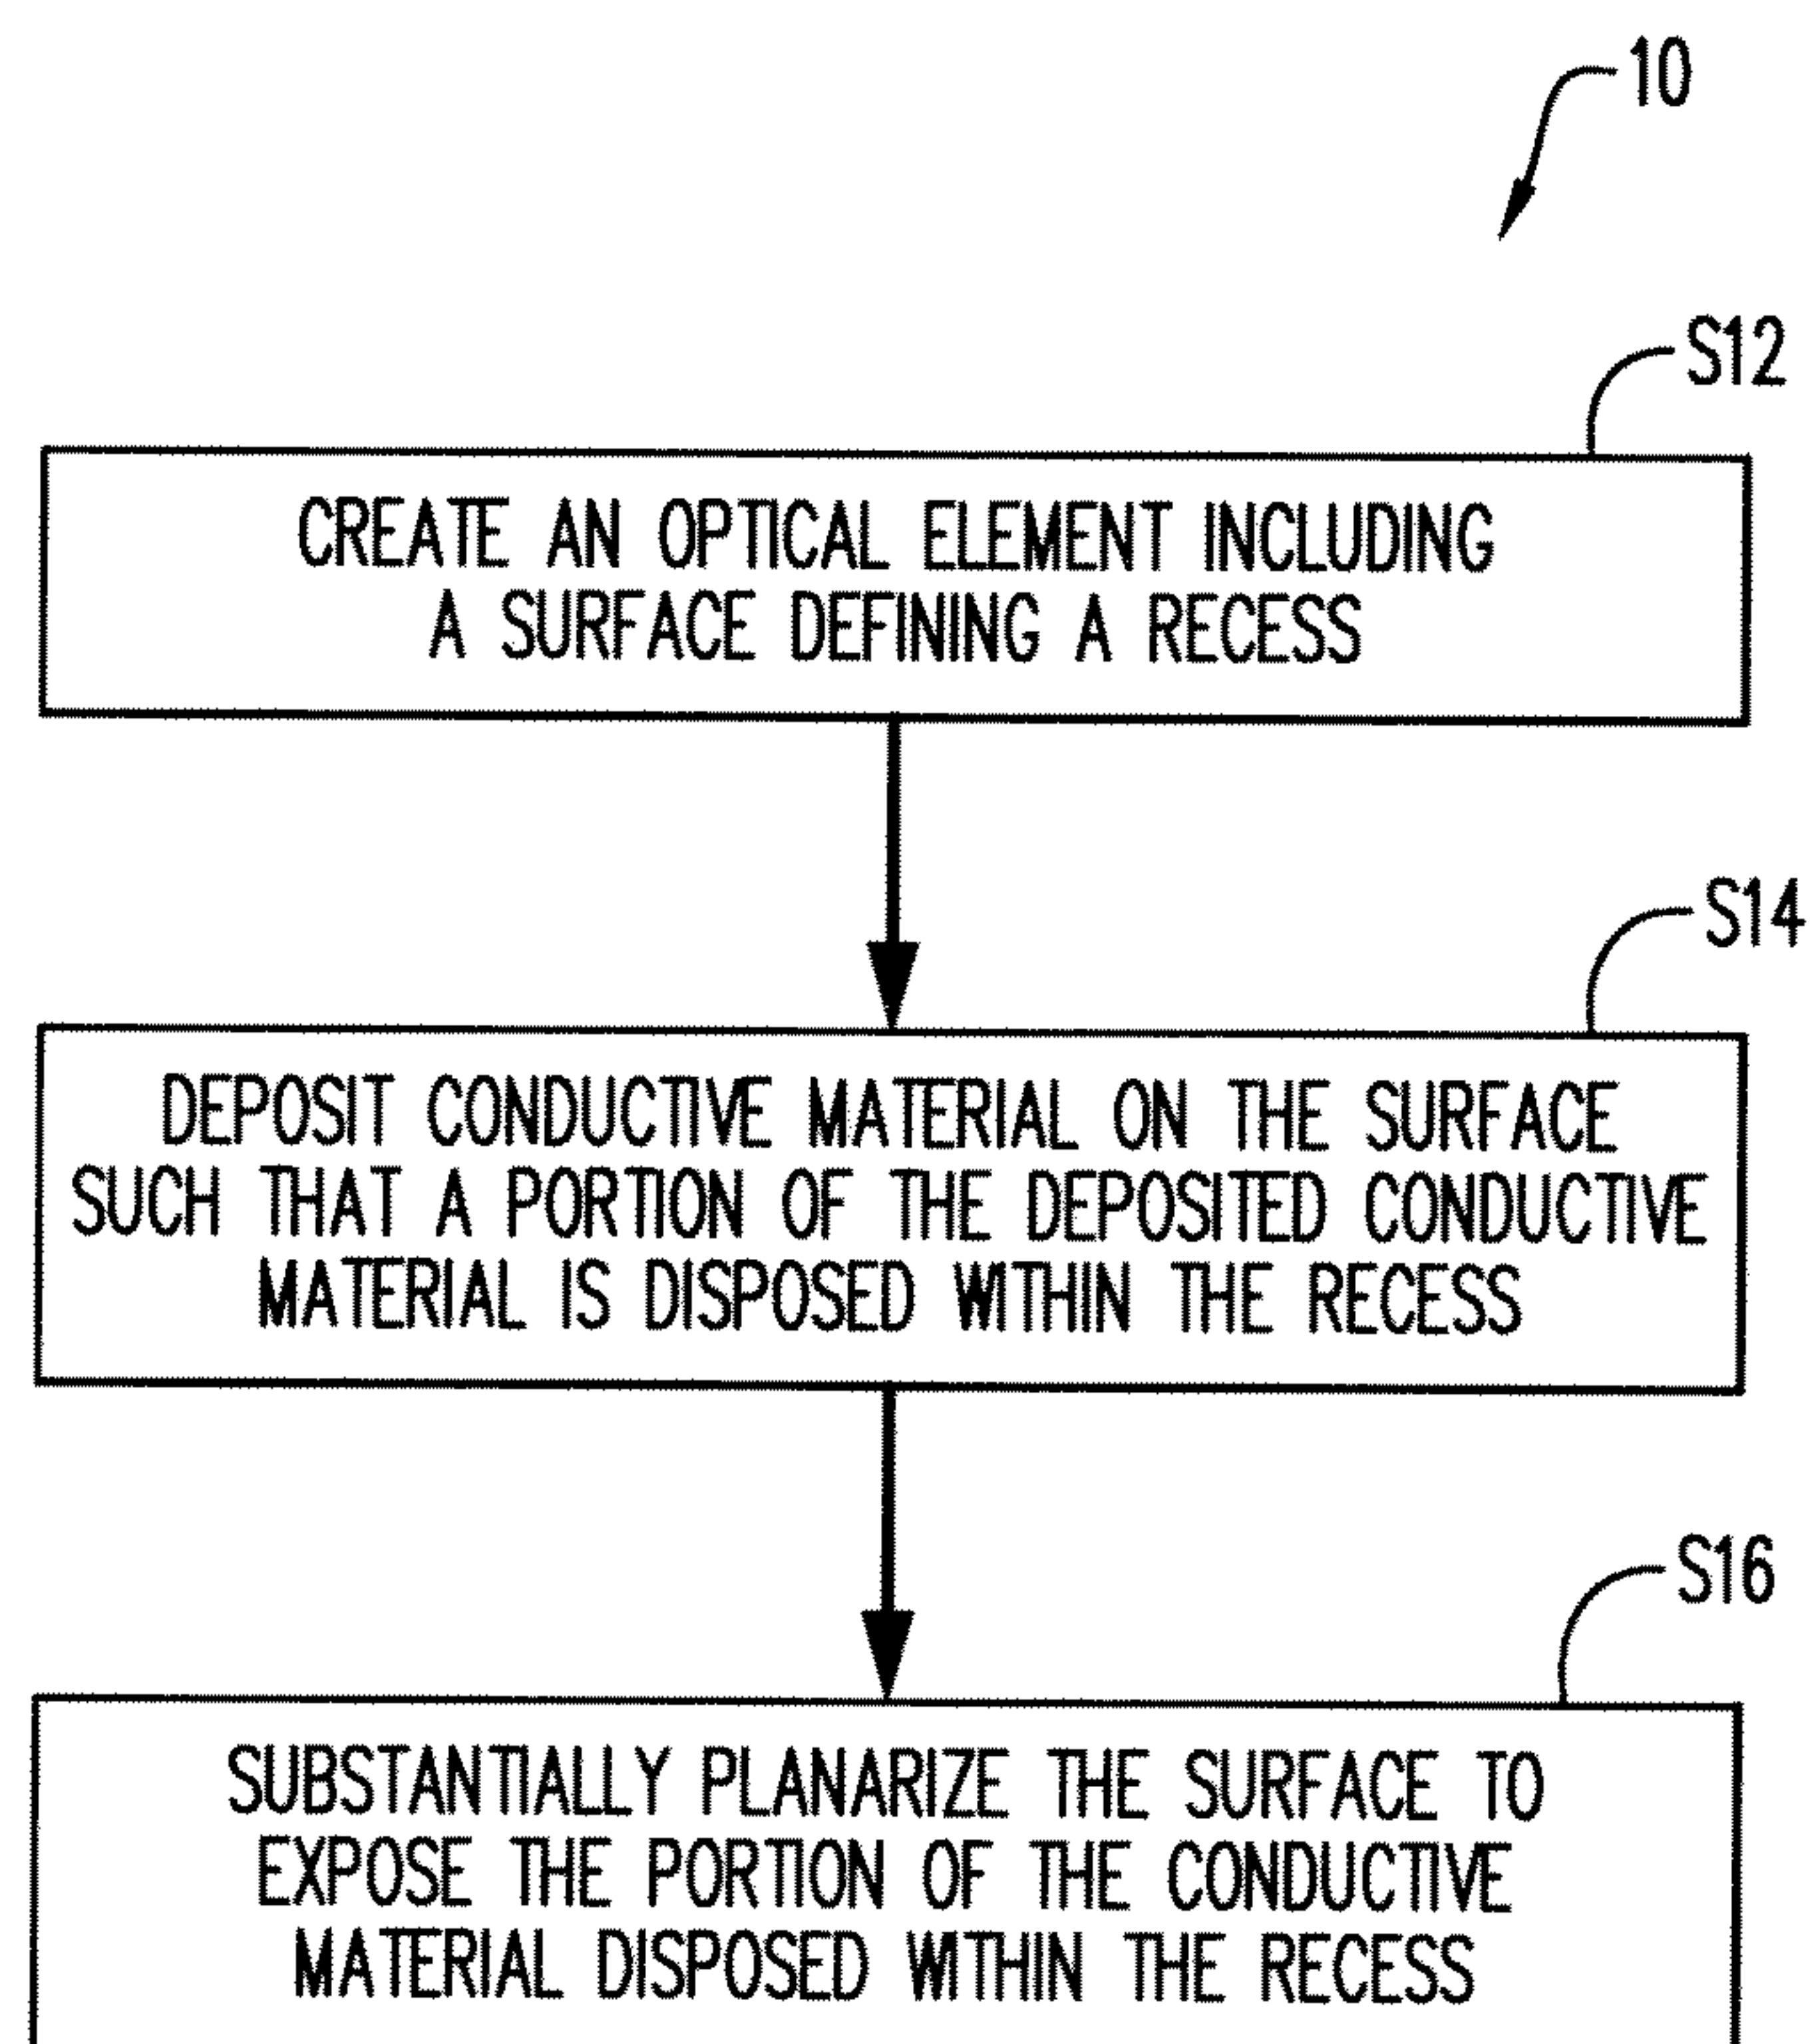 10
S12
CREATE AN OPTICAL ELEMENT INCLUDING
A SURFACE DEFINING A RECESS
S14
DEPOSIT CONDUCTIVE MATERIAL ON THE SURFACE
SUCH THAT A PORTION OF THE DEPOSITED CONDUCTIVE
MATERIAL IS DISPOSED WITHIN THE RECESS
S16
SUBSTANTIALLY PLANARIZE THE SURFACE TO
EXPOSE THE PORTION OF THE CONDUCTIVE
MATERIAL DISPOSED WITHIN THE RECESS